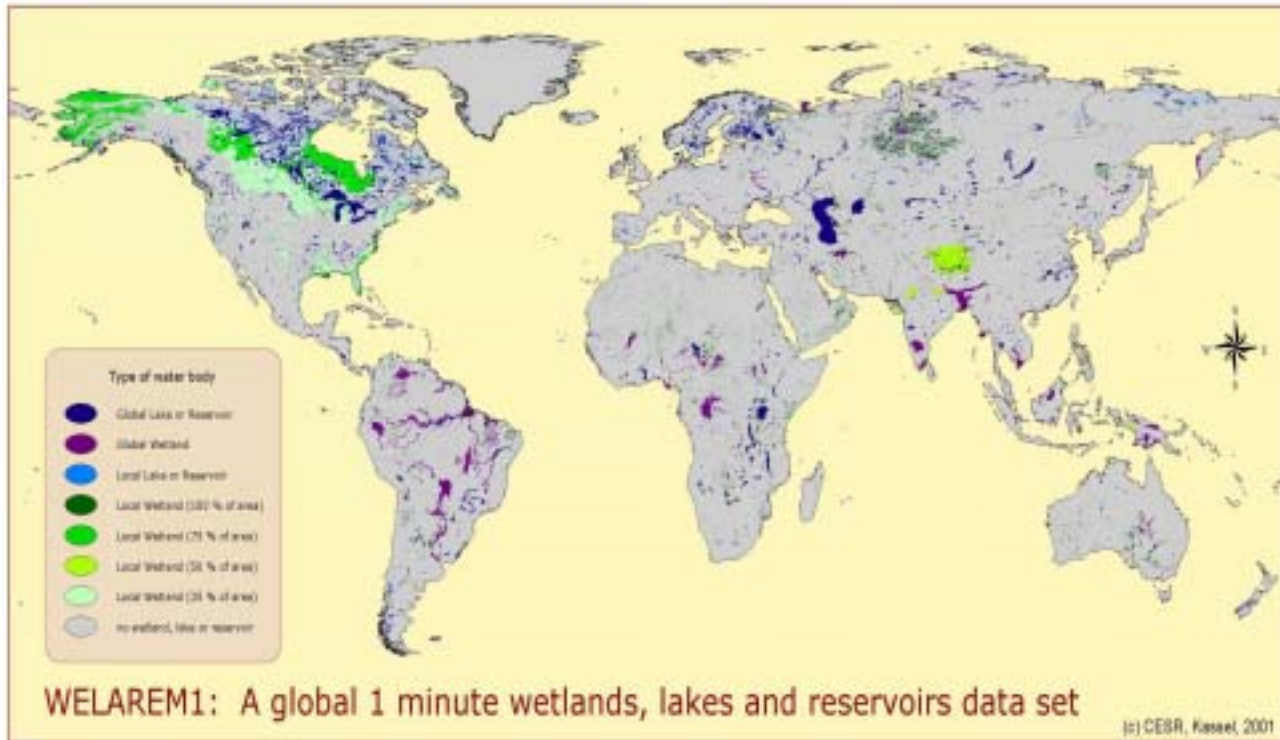 Type of water body
Global Lake or Reservoir
Global Wetland
Local Lake or Reservoir
Local Wetland (100 % of area)
Local Wetland (75 % of area)
Local Wetland (50 % of area)
Local Wetland (25 % of area)
no wetland, lake or reservoir
WELAREM1: A global 1 minute wetlands, lakes and reservoirs data set
(c) CESR, Kassel, 2001